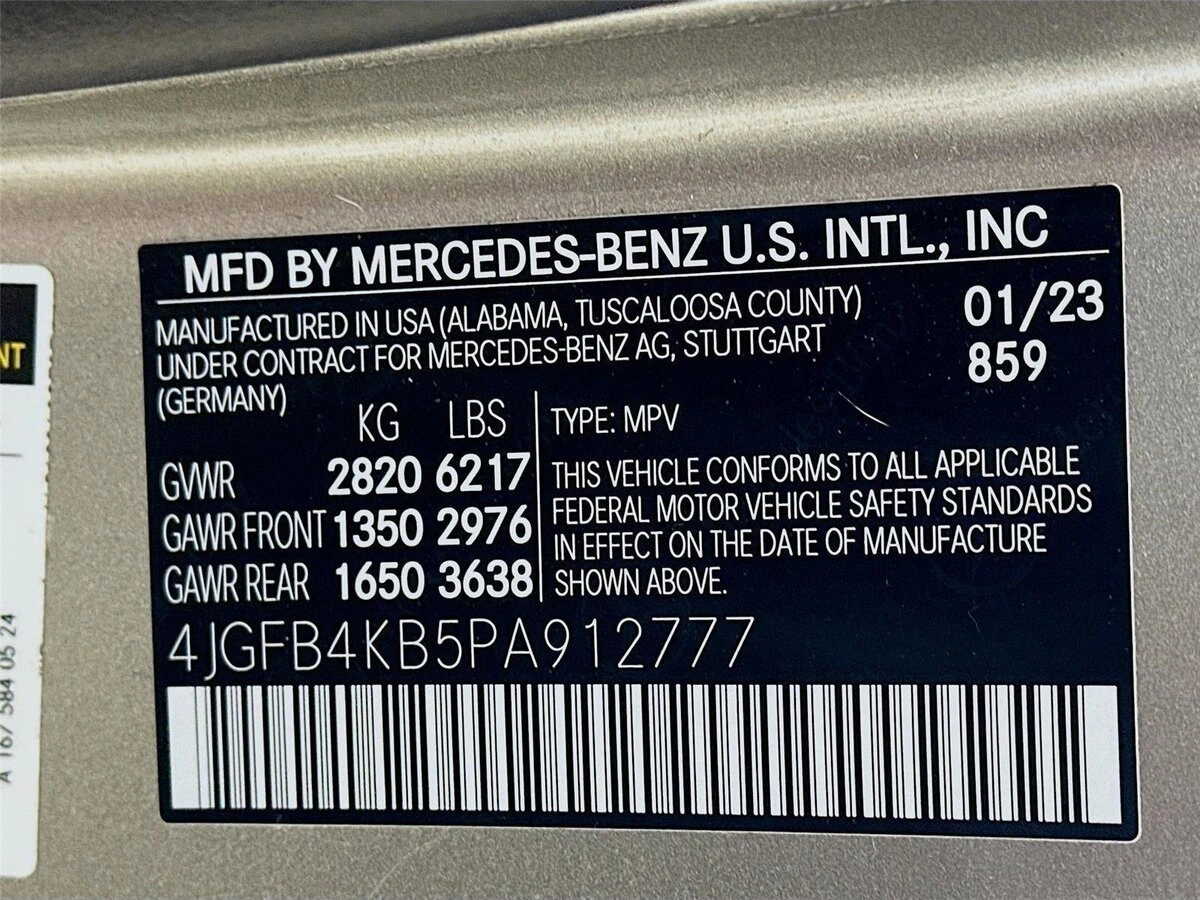 MFD BY MERCEDES-BENZ U.S. INTL., INC
MANUFACTURED IN USA (ALABAMA, TUSCALOOSA COUNTY)
UNDER CONTRACT FOR MERCEDES-BENZ AG, STUTTGART
(GERMANY)
01/23
859
KG LBS
GVWR 2820 6217
GAWR FRONT 1350 2976
GAWR REAR 1650 3638
TYPE: MPV
THIS VEHICLE CONFORMS TO ALL APPLICABLE
FEDERAL MOTOR VEHICLE SAFETY STANDARDS
IN EFFECT ON THE DATE OF MANUFACTURE
SHOWN ABOVE.
4JGFB4KB5PA912777
NT
A 167 584 05 24